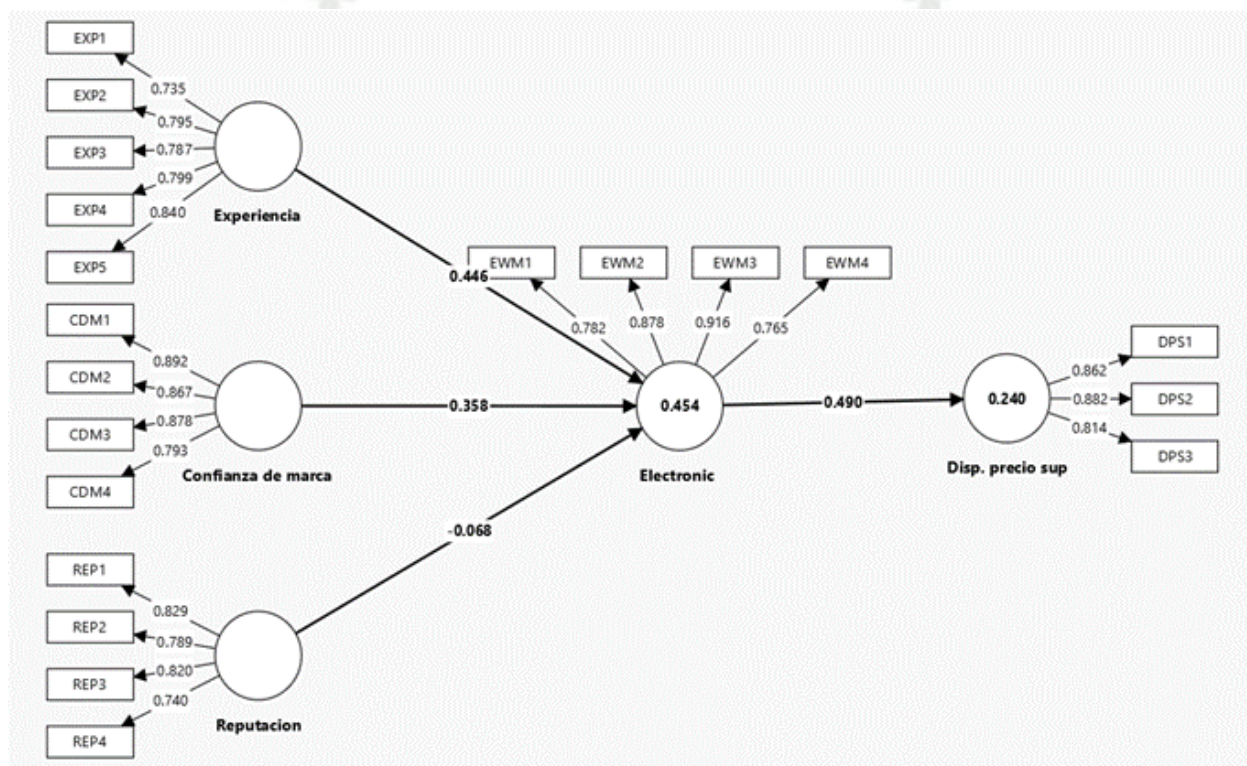 EXP1
0.735
EXP2
0.795
EXP3
0.787
0.799
EXP4
0.840
Experiencia
EXP5
0.446
EWM1
EWM2
EWM3
EWM4
0.782
0.878
0.916
0.765
CDM1
0.892
CDM2
0.867
CDM3
0.878
0.793
CDM4
Confianza de marca
0.358
0.454
Electronic
0.490
0.240
Disp. precio sup
DPS1
0.862
DPS2
0.882
0.814
DPS3
-0.068
REP1
0.829
REP2
0.789
REP3
0.820
0.740
REP4
Reputacion